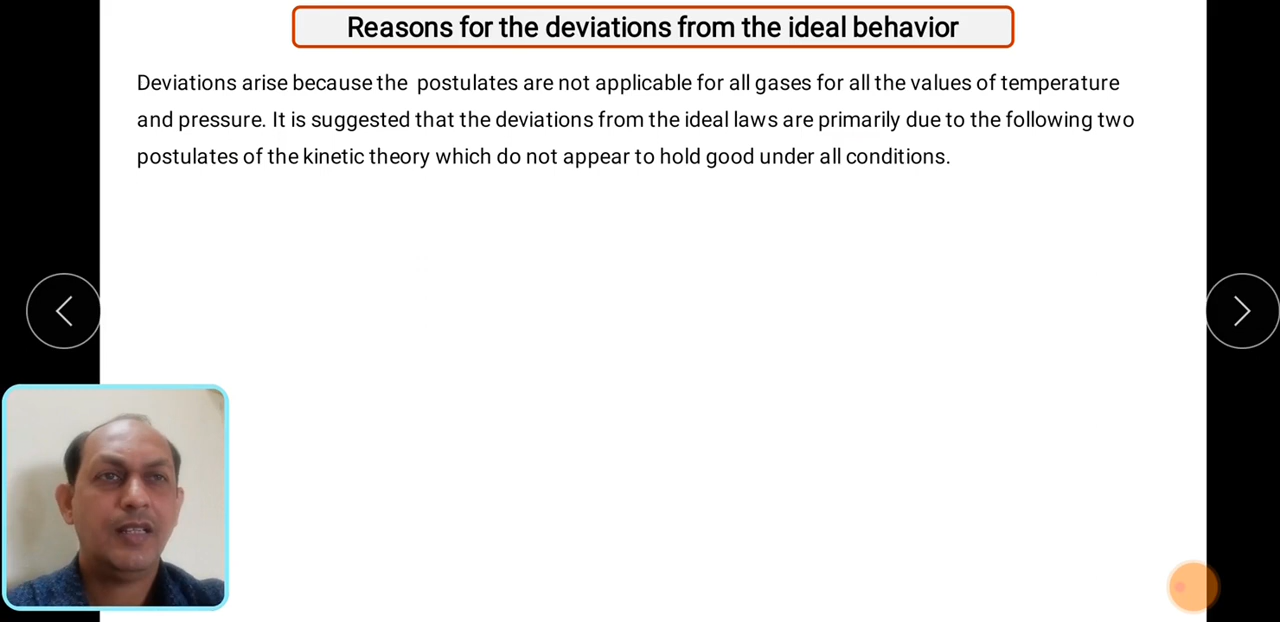 Reasons for the deviations from the ideal behavior
Deviations arise because the postulates are not applicable for all gases for all the values of temperature
and pressure. It is suggested that the deviations from the ideal laws are primarily due to the following two
postulates of the kinetic theory which do not appear to hold good under all conditions.